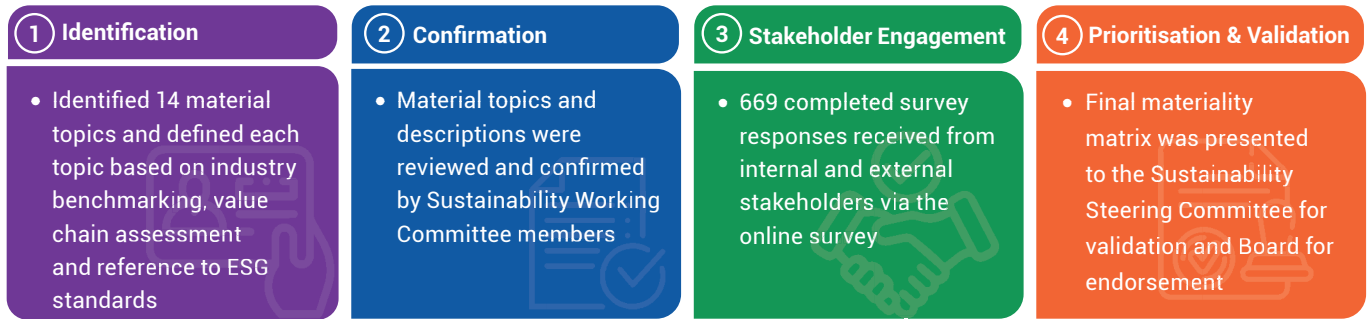 1 Identification
• Identified 14 material
topics and defined each
topic based on industry
benchmarking, value
chain assessment
and reference to ESG
standards
2 Confirmation
• Material topics and
descriptions were
reviewed and confirmed
by Sustainability Working
Committee members
3 Stakeholder Engagement
• 669 completed survey
responses received from
internal and external
stakeholders via the
online survey
4 Prioritisation & Validation
• Final materiality
matrix was presented
to the Sustainability
Steering Committee for
validation and Board for
endorsement